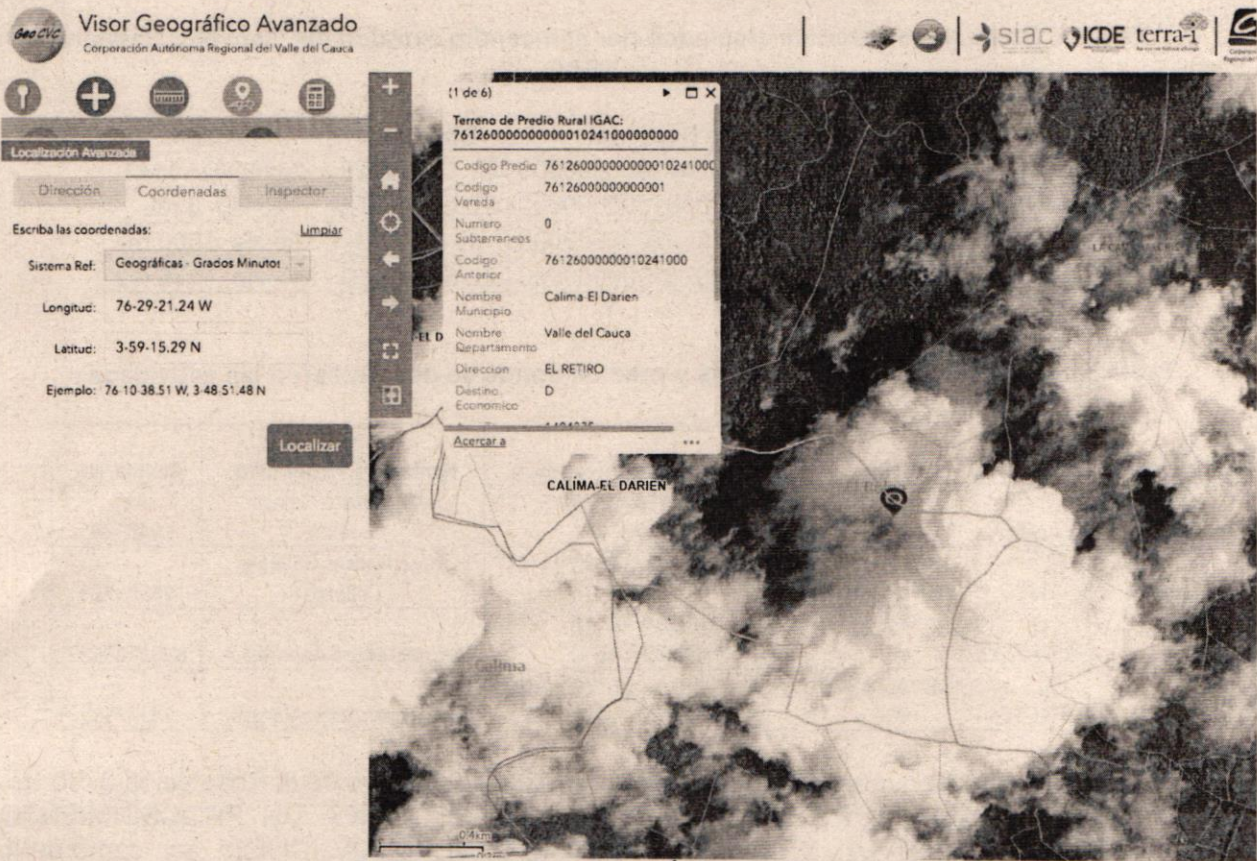 Geo CVC
Visor Geográfico Avanzado
Corporación Autónoma Regional del Valle del Cauca
siac
ICDE
terra-i
Localización Avanzada
Dirección
Coordenadas
Inspector
Escriba las coordenadas:
Limpiar
Sistema Ref:
Geográficas - Grados Minutos
Longitud:
76-29-21.24 W
Latitud:
3-59-15.29 N
Ejemplo: 76-10-38.51 W, 3-48-51.48 N
Localizar
(1 de 6)
Terreno de Predio Rural IGAC:
761260000000000010241000000000
Codigo Predio 761260000000000010241000
Codigo Vereda 76126000000000001
Numero Subterraneos 0
Codigo Anterior 76126000000010241000
Nombre Municipio Calima-El Darien
Nombre Departamento Valle del Cauca
Direccion EL RETIRO
Destino Economico D
Acercar a
-EL D
CALIMA-EL DARIEN
Calima
0.4km